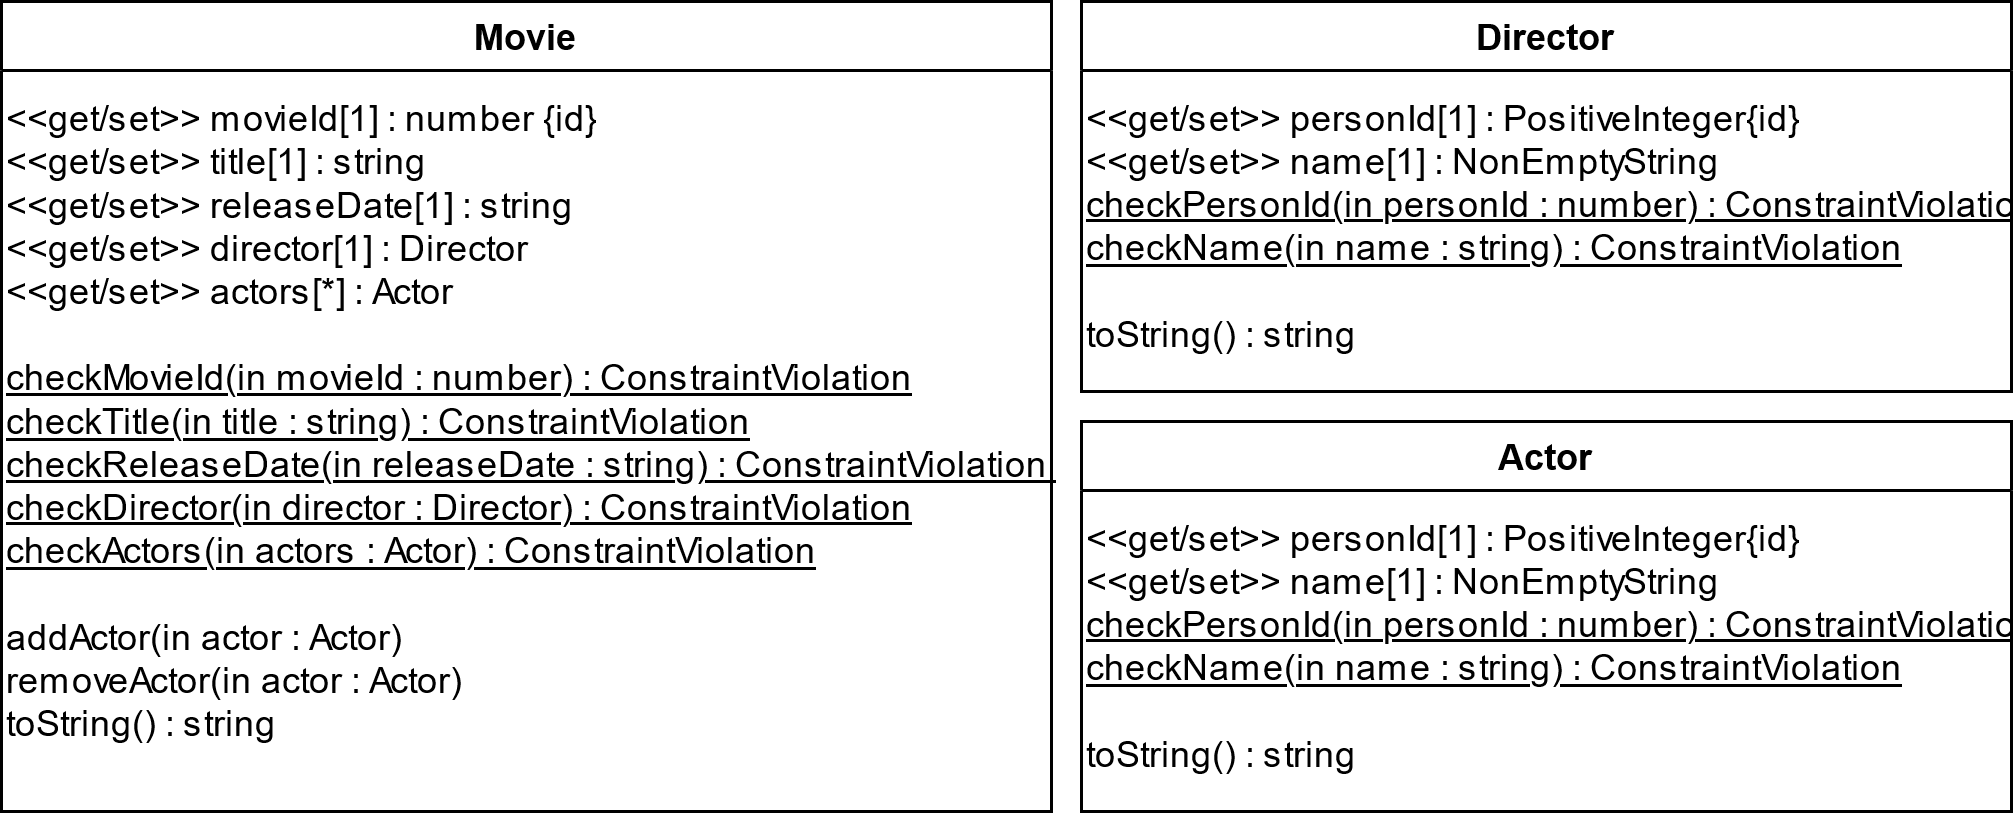 Movie
<<get/set>> movieId[1] : number {id}
<<get/set>> title[1] : string
<<get/set>> releaseDate[1] : string
<<get/set>> director[1] : Director
<<get/set>> actors[*] : Actor
checkMovieId(in movieId : number) : ConstraintViolation
checkTitle(in title : string) : ConstraintViolation
checkReleaseDate(in releaseDate : string) : ConstraintViolation
checkDirector(in director : Director) : ConstraintViolation
checkActors(in actors : Actor) : ConstraintViolation
addActor(in actor : Actor)
removeActor(in actor : Actor)
toString() : string
Director
<<get/set>> personId[1] : PositiveInteger{id}
<<get/set>> name[1] : NonEmptyString
checkPersonId(in personId : number) : ConstraintViolatio
checkName(in name : string) : ConstraintViolation
toString() : string
Actor
<<get/set>> personId[1] : PositiveInteger{id}
<<get/set>> name[1] : NonEmptyString
checkPersonId(in personId : number) : ConstraintViolatio
checkName(in name : string) : ConstraintViolation
toString() : string